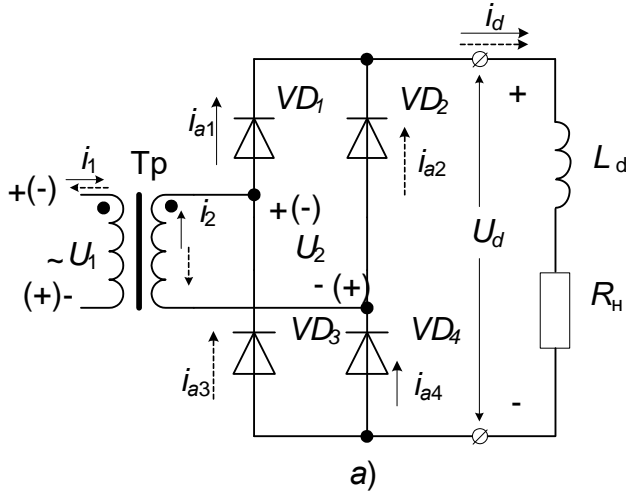 i_d
VD_1
VD_2
i_a1
i_a2
+
i_1
Tp
L_d
+(-)
i_2
+(-)
~U_1
U_2
U_d
(+)-
-(+)
R_н
VD_3
VD_4
i_a3
i_a4
-
а)